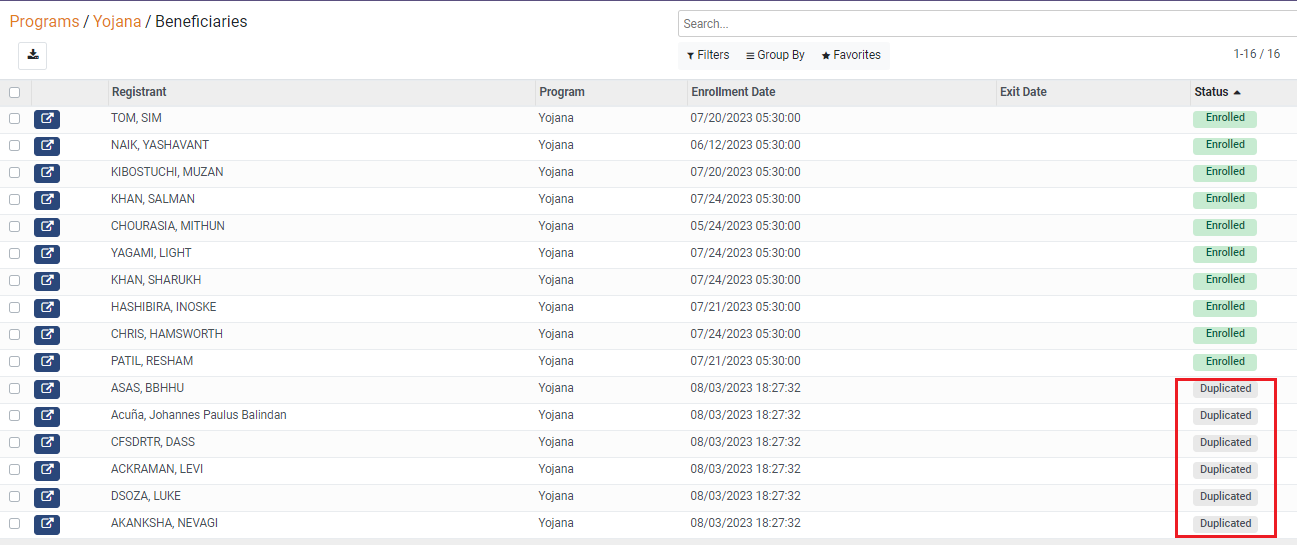 Programs / Yojana / Beneficiaries
Search...
Filters Group By Favorites 1-16 / 16
Registrant Program Enrollment Date Exit Date Status
TOM, SIM Yojana 07/20/2023 05:30:00 Enrolled
NAIK, YASHAVANT Yojana 06/12/2023 05:30:00 Enrolled
KIBOSTUCHI, MUZAN Yojana 07/20/2023 05:30:00 Enrolled
KHAN, SALMAN Yojana 07/24/2023 05:30:00 Enrolled
CHOURASIA, MITHUN Yojana 05/24/2023 05:30:00 Enrolled
YAGAMI, LIGHT Yojana 07/24/2023 05:30:00 Enrolled
KHAN, SHARUKH Yojana 07/24/2023 05:30:00 Enrolled
HASHIBIRA, INOSKE Yojana 07/21/2023 05:30:00 Enrolled
CHRIS, HAMSWORTH Yojana 07/24/2023 05:30:00 Enrolled
PATIL, RESHAM Yojana 07/21/2023 05:30:00 Enrolled
ASAS, BBHHU Yojana 08/03/2023 18:27:32 Duplicated
Acuña, Johannes Paulus Balindan Yojana 08/03/2023 18:27:32 Duplicated
CFSDRTR, DASS Yojana 08/03/2023 18:27:32 Duplicated
ACKRAMAN, LEVI Yojana 08/03/2023 18:27:32 Duplicated
DSOZA, LUKE Yojana 08/03/2023 18:27:32 Duplicated
AKANKSHA, NEVAGI Yojana 08/03/2023 18:27:32 Duplicated